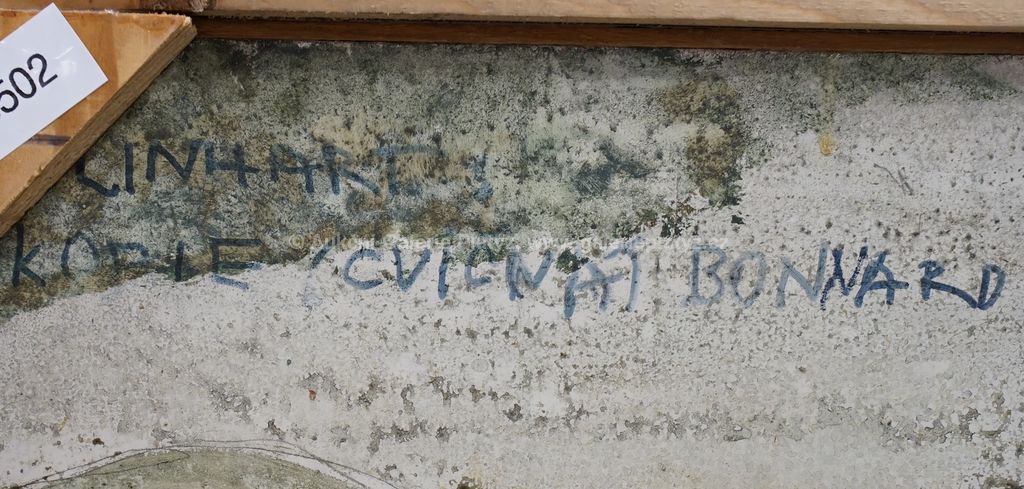 502
LINHART:
KOPIE (CVIČNÁ) BONNARD